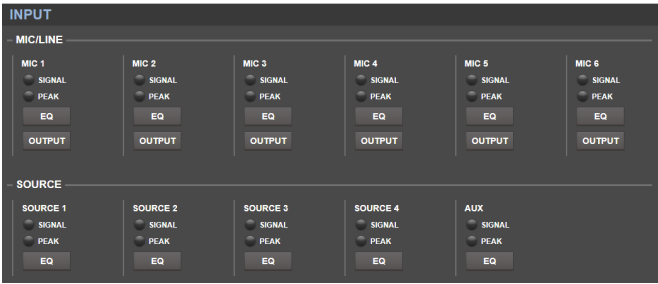 INPUT
MIC/LINE
MIC 1 MIC 2 MIC 3 MIC 4 MIC 5 MIC 6
SIGNAL SIGNAL SIGNAL SIGNAL SIGNAL SIGNAL
PEAK PEAK PEAK PEAK PEAK PEAK
EQ EQ EQ EQ EQ EQ
OUTPUT OUTPUT OUTPUT OUTPUT OUTPUT OUTPUT
SOURCE
SOURCE 1 SOURCE 2 SOURCE 3 SOURCE 4 AUX
SIGNAL SIGNAL SIGNAL SIGNAL SIGNAL
PEAK PEAK PEAK PEAK PEAK
EQ EQ EQ EQ EQ